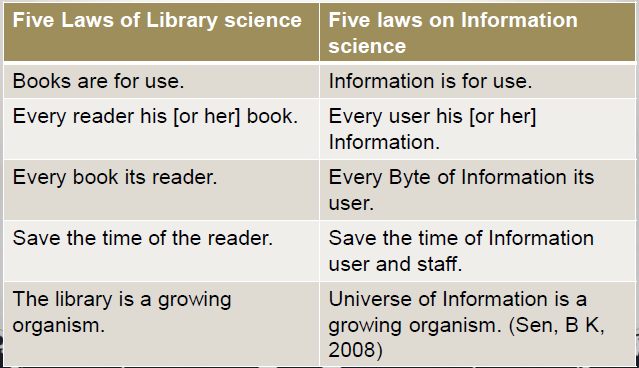 Five Laws of Library science
Five laws on Information
science
Books are for use.
Information is for use.
Every reader his [or her] book.
Every user his [or her]
Information.
Every book its reader.
Every Byte of Information its
user.
Save the time of the reader.
Save the time of Information
user and staff.
The library is a growing
organism.
Universe of Information is a
growing organism. (Sen, B K,
2008)